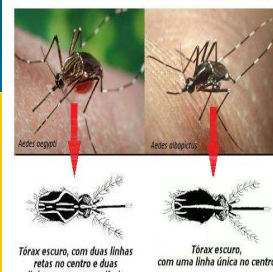 Aedes aegypti
Aedes albopictus
Tórax escuro, com duas linhas
retas no centro e duas
Tórax escuro,
com uma linha única no centro